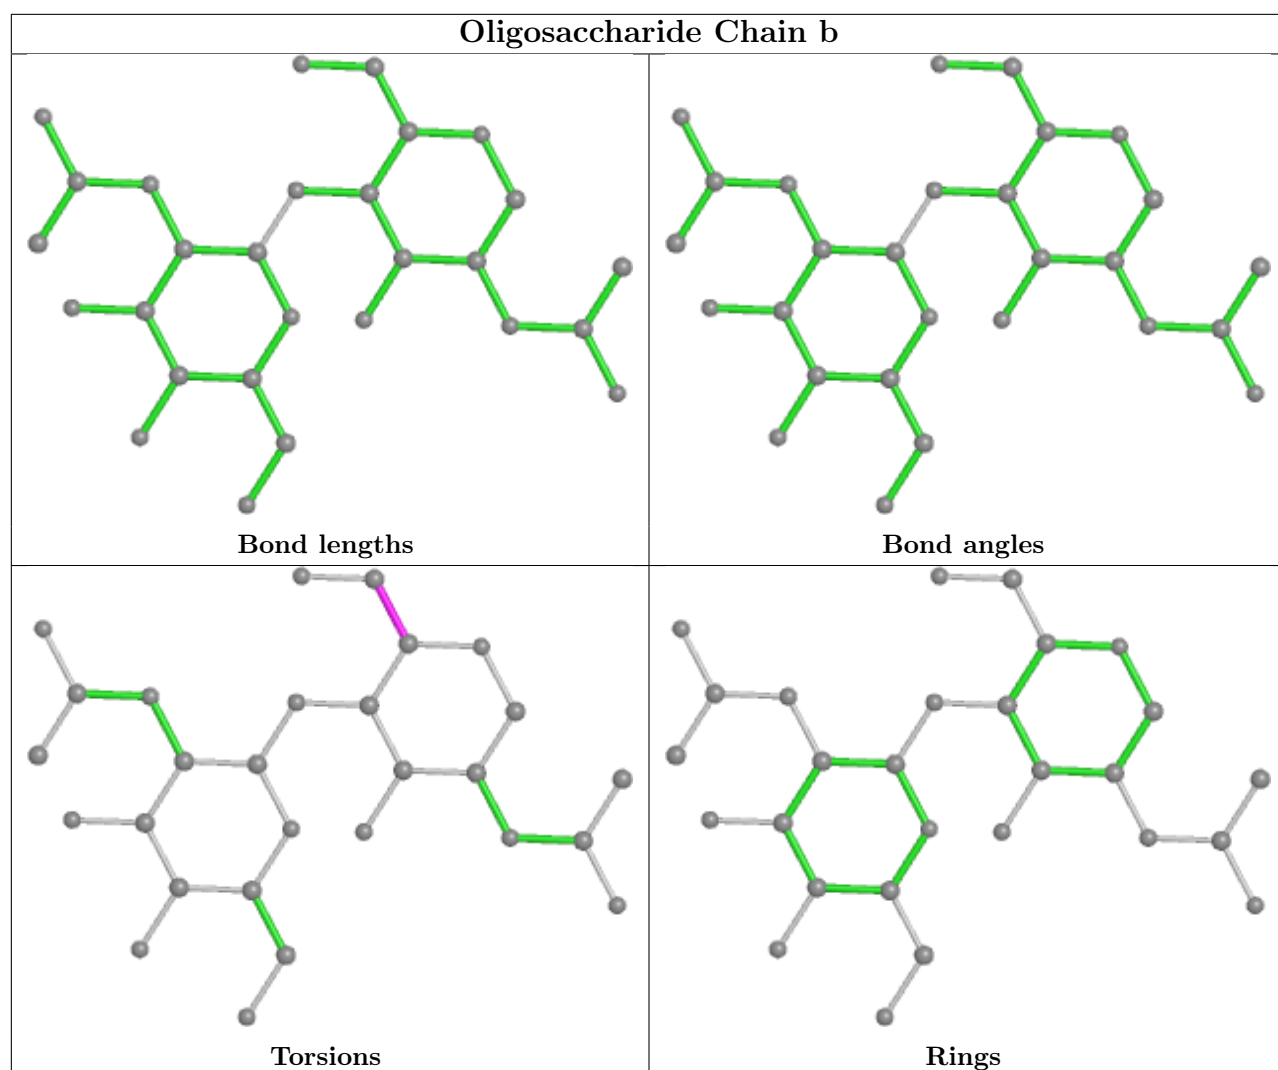 Oligosaccharide Chain b
Bond lengths
Bond angles
Torsions
Rings